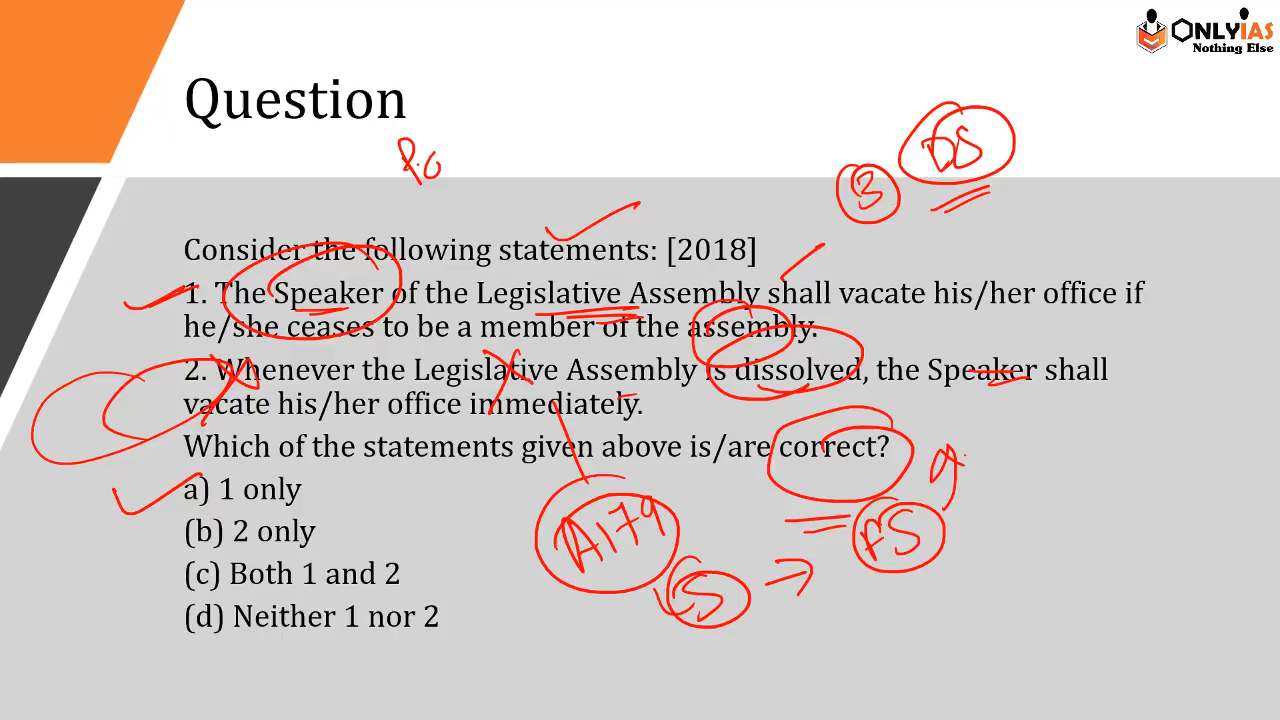 ONLYIAS
Nothing Else
Question
DS
3
Consider the following statements: [2018]
1. The Speaker of the Legislative Assembly shall vacate his/her office if
he/she ceases to be a member of the assembly.
2. Whenever the Legislative Assembly is dissolved, the Speaker shall
vacate his/her office immediately.
Which of the statements given above is/are correct?
a) 1 only
(b) 2 only
(c) Both 1 and 2
(d) Neither 1 nor 2
A179
FS